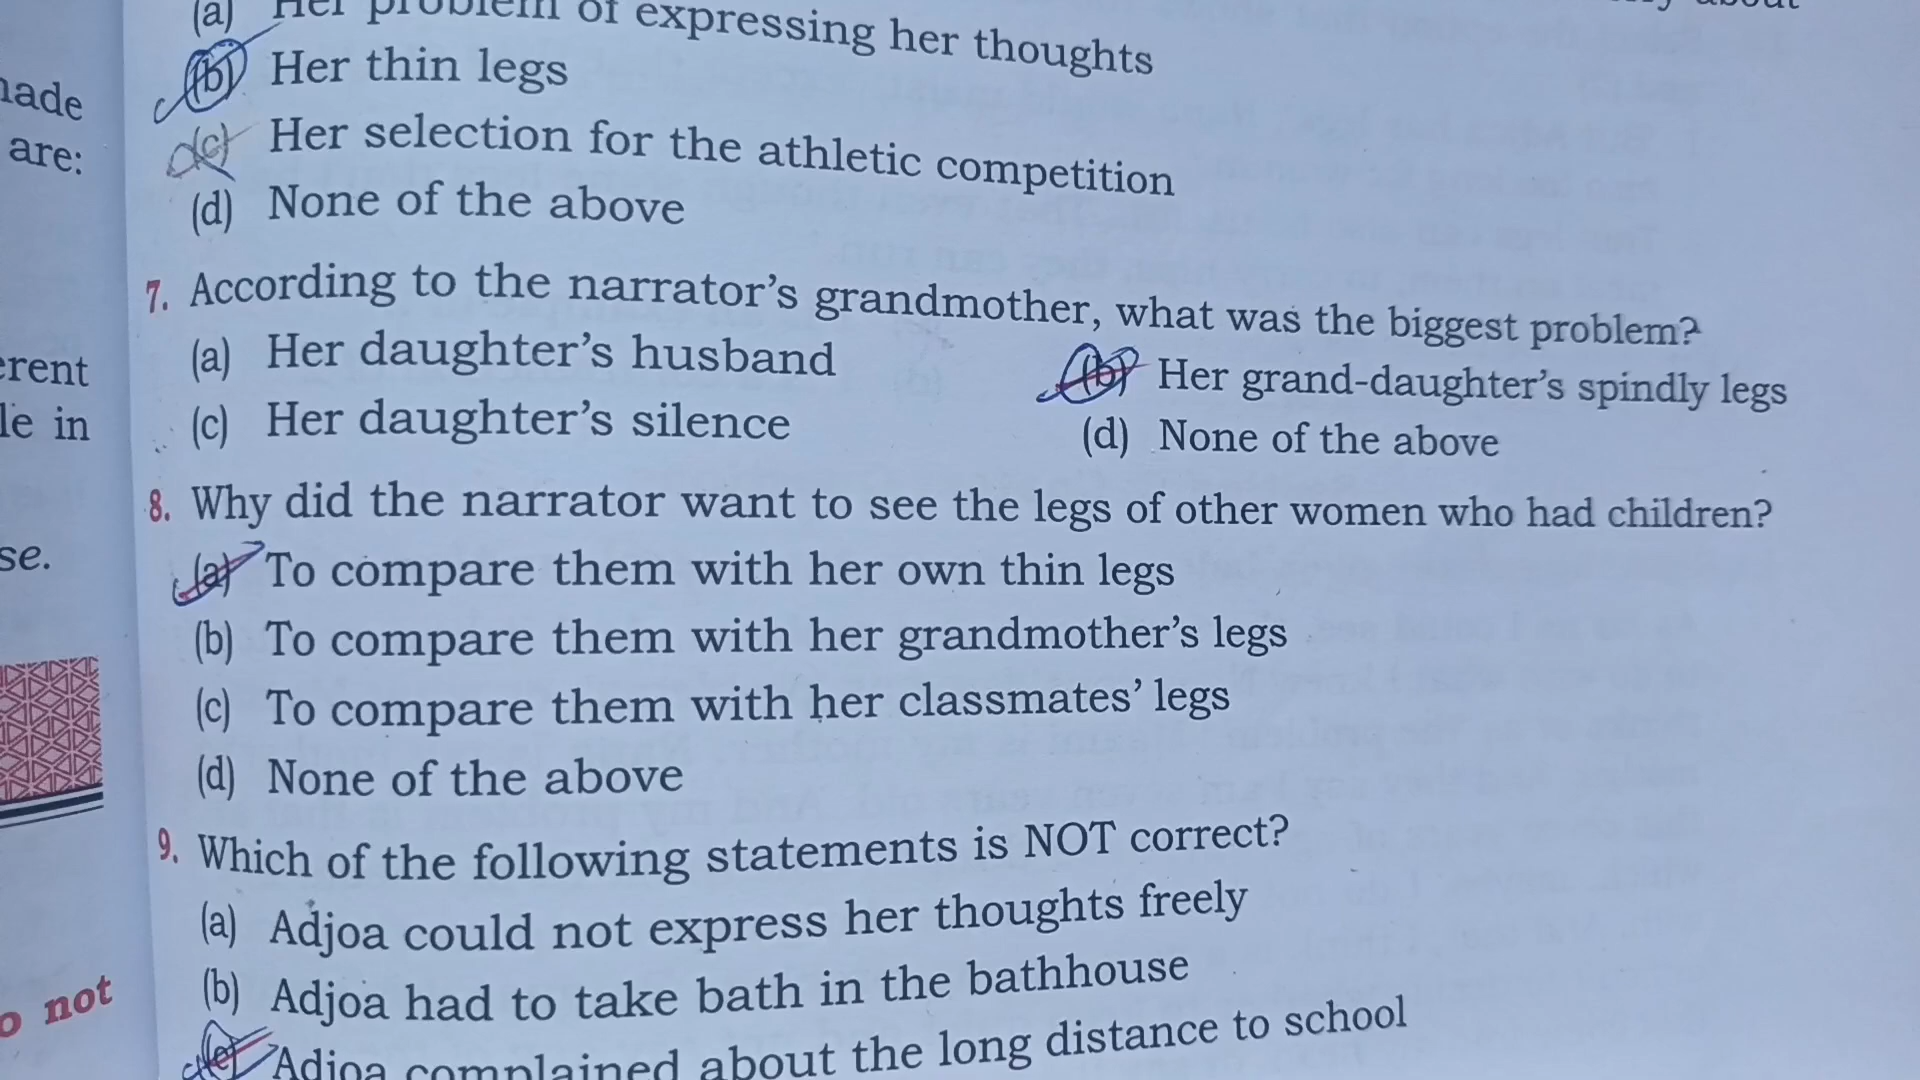 about
(a) Her problem of expressing her thoughts
(b) Her thin legs
(c) Her selection for the athletic competition
(d) None of the above
7. According to the narrator's grandmother, what was the biggest problem?
(a) Her daughter's husband (b) Her grand-daughter's spindly legs
(c) Her daughter's silence (d) None of the above
8. Why did the narrator want to see the legs of other women who had children?
(a) To compare them with her own thin legs
(b) To compare them with her grandmother's legs
(c) To compare them with her classmates' legs
(d) None of the above
9. Which of the following statements is NOT correct?
(a) Adjoa could not express her thoughts freely
(b) Adjoa had to take bath in the bathhouse
(c) Adjoa complained about the long distance to school
are:
in
not